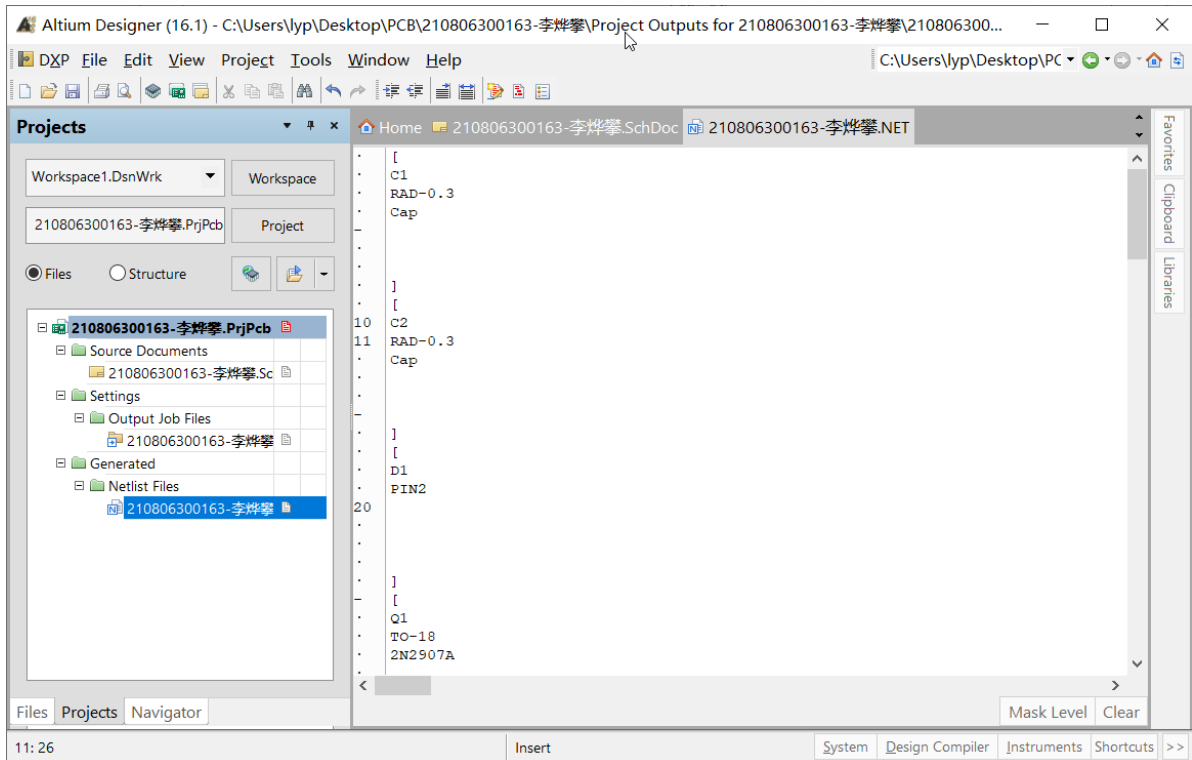 Altium Designer (16.1) - C:\Users\lyp\Desktop\PCB\210806300163-李烨攀\Project Outputs for 210806300163-李烨攀\210806300...
DXP File Edit View Project Tools Window Help
C:\Users\lyp\Desktop\PC
Projects
Home 210806300163-李烨攀.SchDoc 210806300163-李烨攀.NET
Workspace1.DsnWrk Workspace
210806300163-李烨攀.PrjPcb Project
Files Structure
210806300163-李烨攀.PrjPcb
Source Documents
210806300163-李烨攀.Sc
Settings
Output Job Files
210806300163-李烨攀
Generated
Netlist Files
210806300163-李烨攀
[
C1
RAD-0.3
Cap
]
[
10 C2
11 RAD-0.3
Cap
]
[
D1
PIN2
20
]
[
Q1
TO-18
2N2907A
Favorites
Clipboard
Libraries
Files Projects Navigator
Mask Level Clear
11:26 Insert System Design Compiler Instruments Shortcuts >>